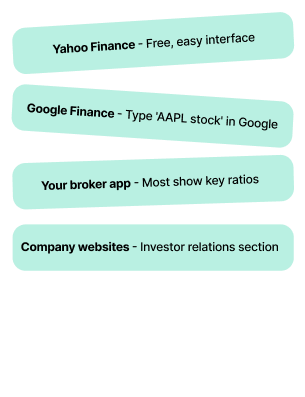 Yahoo Finance - Free, easy interface
Google Finance - Type 'AAPL stock' in Google
Your broker app - Most show key ratios
Company websites - Investor relations section